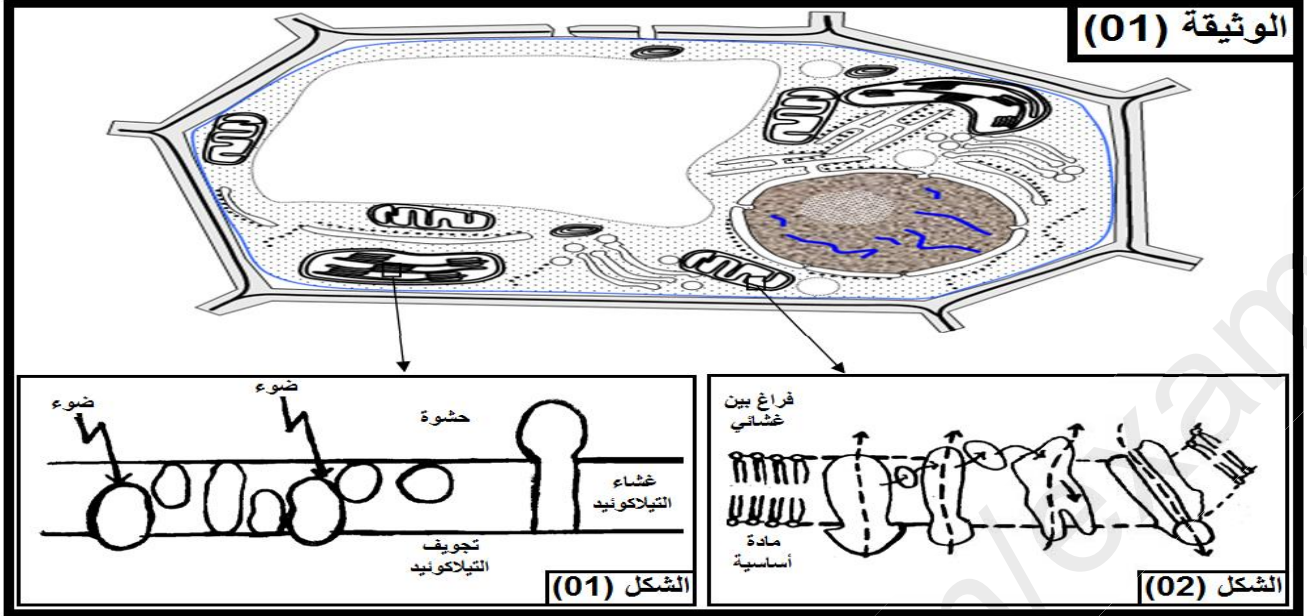 الوثيقة (01)
ضوء
ضوء
حشوة
غشاء
التيلاكوئيد
تجويف
التيلاكوئيد
الشكل (01)
فراغ بين
غشائي
مادة
أساسية
الشكل (02)